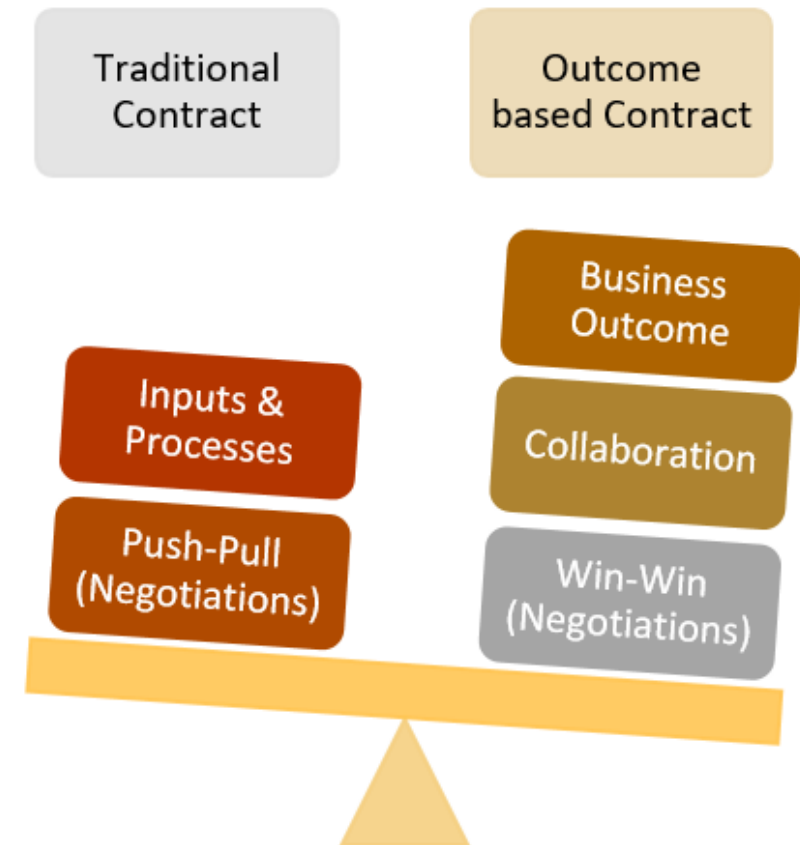 Traditional
Contract
Outcome
based Contract
Business
Outcome
Inputs &
Processes
Collaboration
Push-Pull
(Negotiations)
Win-Win
(Negotiations)